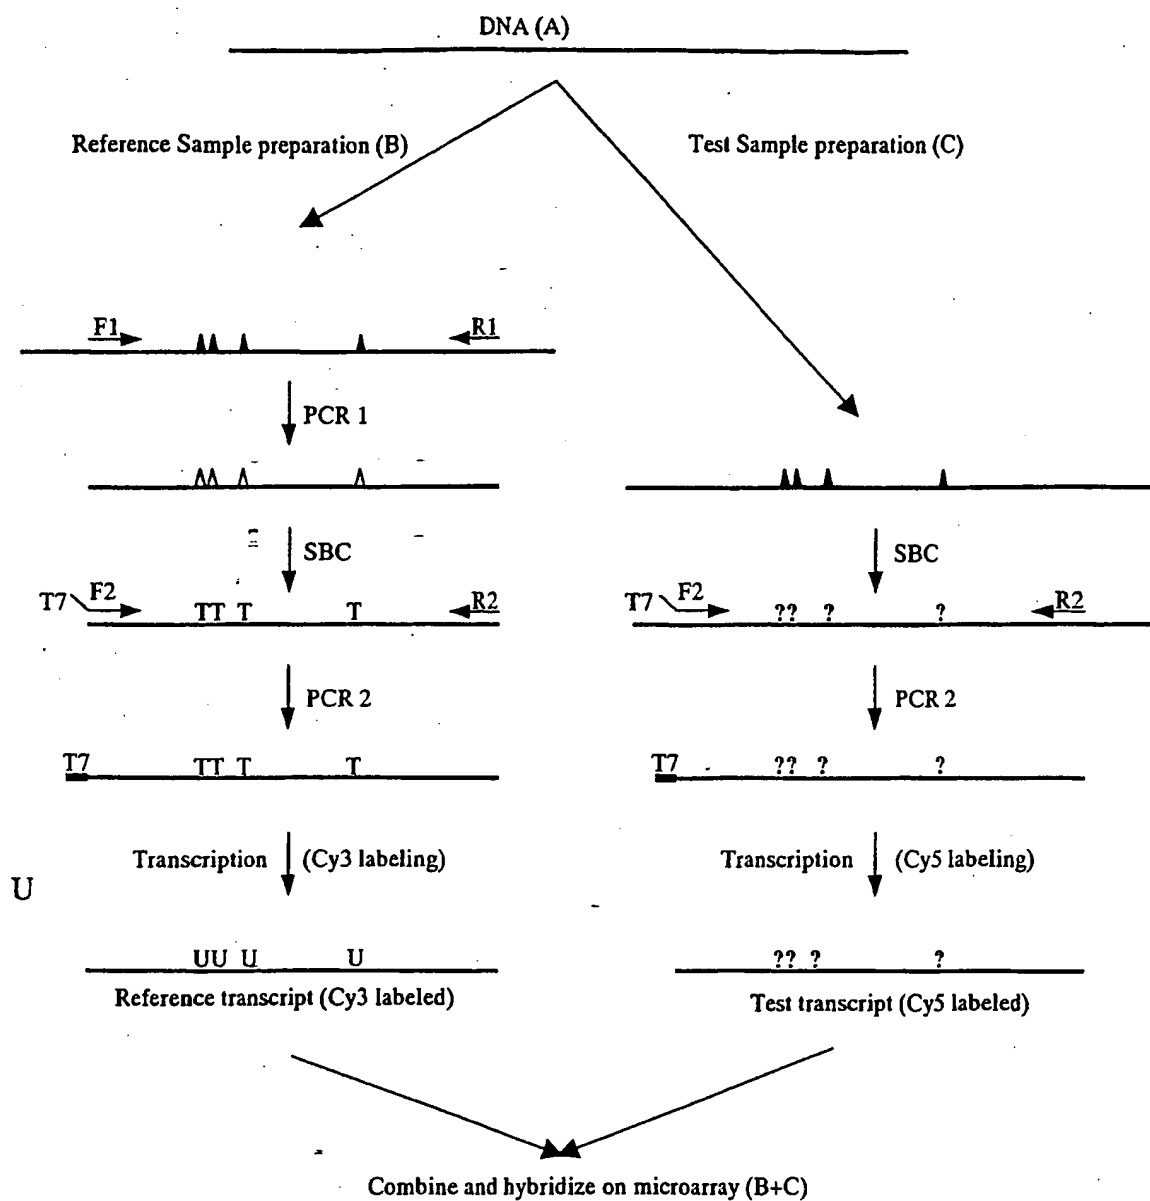 DNA (A)
Reference Sample preparation (B)
Test Sample preparation (C)
F1
R1
PCR 1
SBC
SBC
T7 F2 TT T T R2
T7 F2 ?? ? ? R2
PCR 2
PCR 2
T7 TT T T
T7 ?? ? ?
Transcription (Cy3 labeling)
Transcription (Cy5 labeling)
U
UU U U
?? ? ?
Reference transcript (Cy3 labeled)
Test transcript (Cy5 labeled)
Combine and hybridize on microarray (B+C)